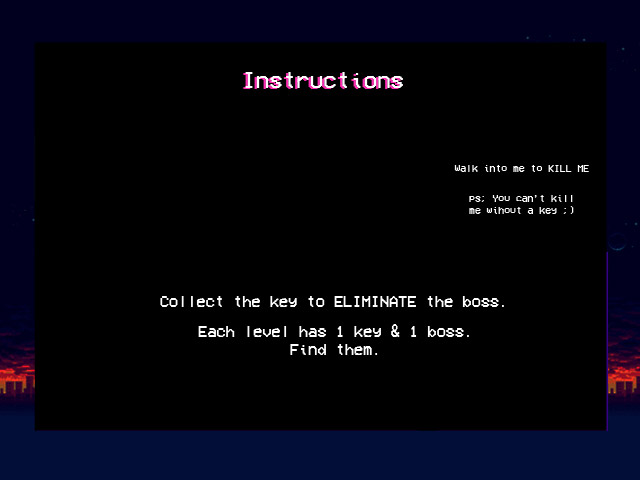 Instructions
Walk into me to KILL ME
ps; You can't kill
me wihout a key ;)
Collect the key to ELIMINATE the boss.
Each level has 1 key & 1 boss.
Find them.